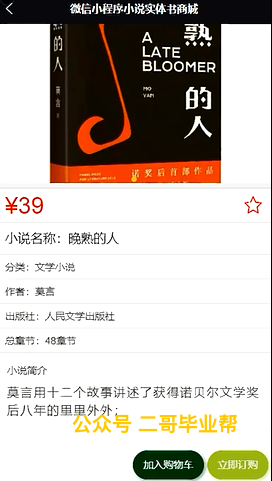 微信小程序小说实体书商城
熟的人
A LATE
BLOOMER
MO
YAN
莫言
诺奖后首部作品
¥39
小说名称：晚熟的人
分类：文学小说
作者：莫言
出版社：人民文学出版社
总章节：48章节
小说简介
莫言用十二个故事讲述了获得诺贝尔文学奖
后八年的里里外外；
公众号 二哥毕业帮
加入购物车
立即订购